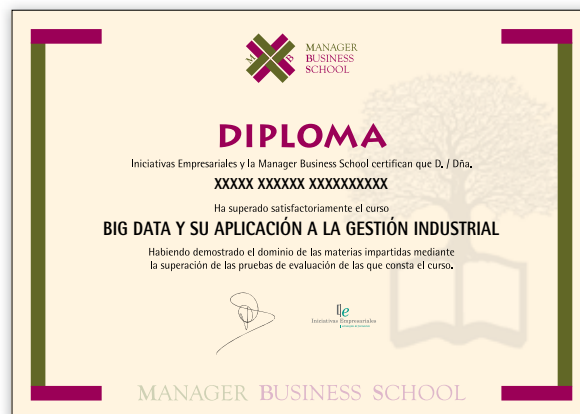 M B
MANAGER
BUSINESS
SCHOOL
DIPLOMA
Iniciativas Empresariales y la Manager Business School certifican que D. / Dña.
XXXXX XXXXXX XXXXXXXXXX
Ha superado satisfactoriamente el curso
BIG DATA Y SU APLICACIÓN A LA GESTIÓN INDUSTRIAL
Habiendo demostrado el dominio de las materias impartidas mediante
la superación de las pruebas de evaluación de las que consta el curso.
Iniciativas Empresariales
MANAGER BUSINESS SCHOOL